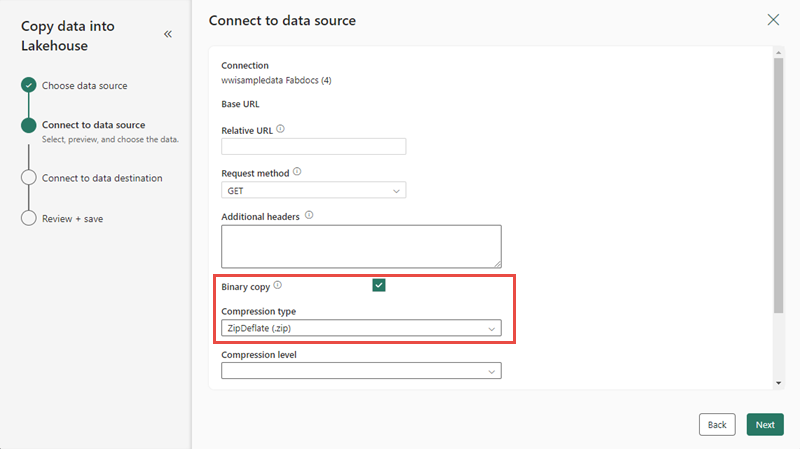 Copy data into
Lakehouse
Choose data source
Connect to data source
Select, preview, and choose the data.
Connect to data destination
Review + save
Connect to data source
Connection
wwisampledata Fabdocs (4)
Base URL
Relative URL
Request method
GET
Additional headers
Binary copy
Compression type
ZipDeflate (.zip)
Compression level
Back
Next